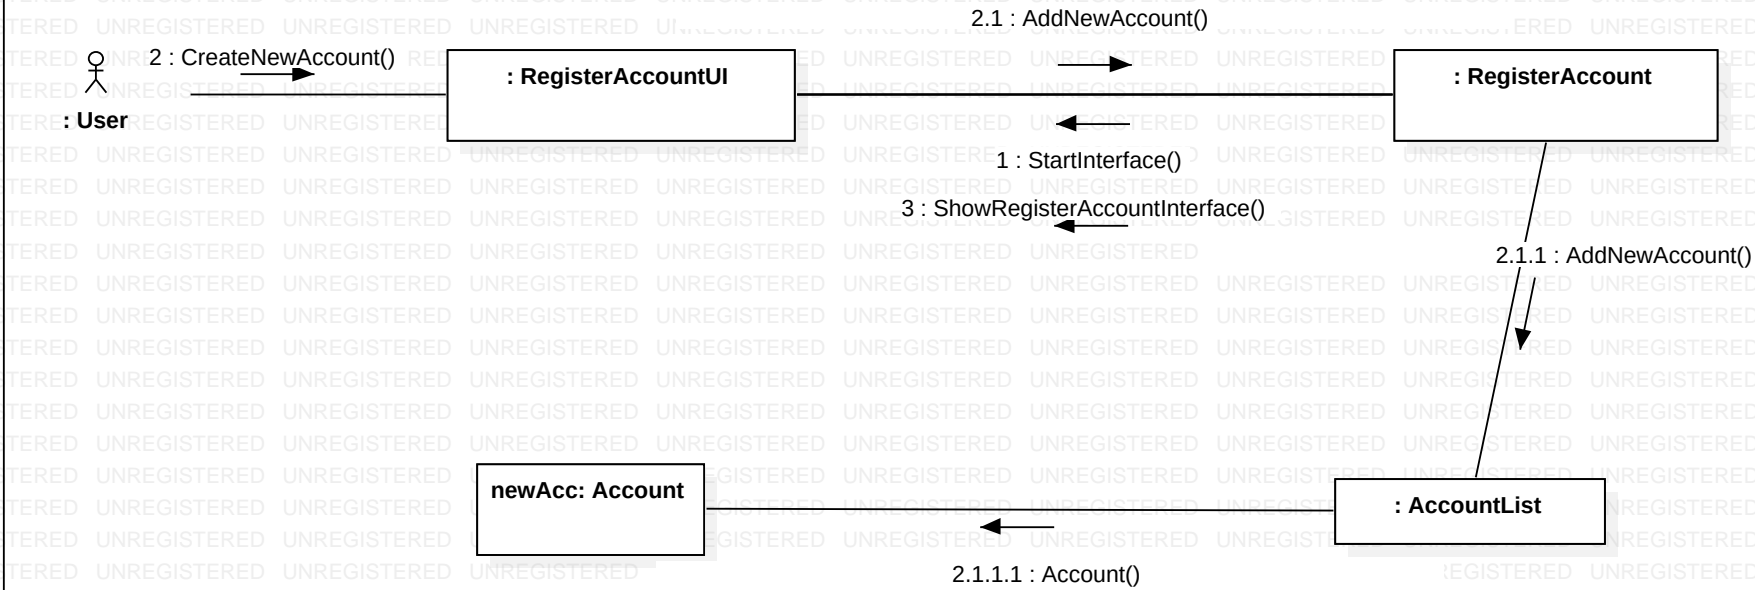 2.1 : AddNewAccount()
2 : CreateNewAccount()
: RegisterAccountUI
: RegisterAccount
: User
1 : StartInterface()
3 : ShowRegisterAccountInterface()
2.1.1 : AddNewAccount()
newAcc: Account
: AccountList
2.1.1.1 : Account()
UNREGISTERED